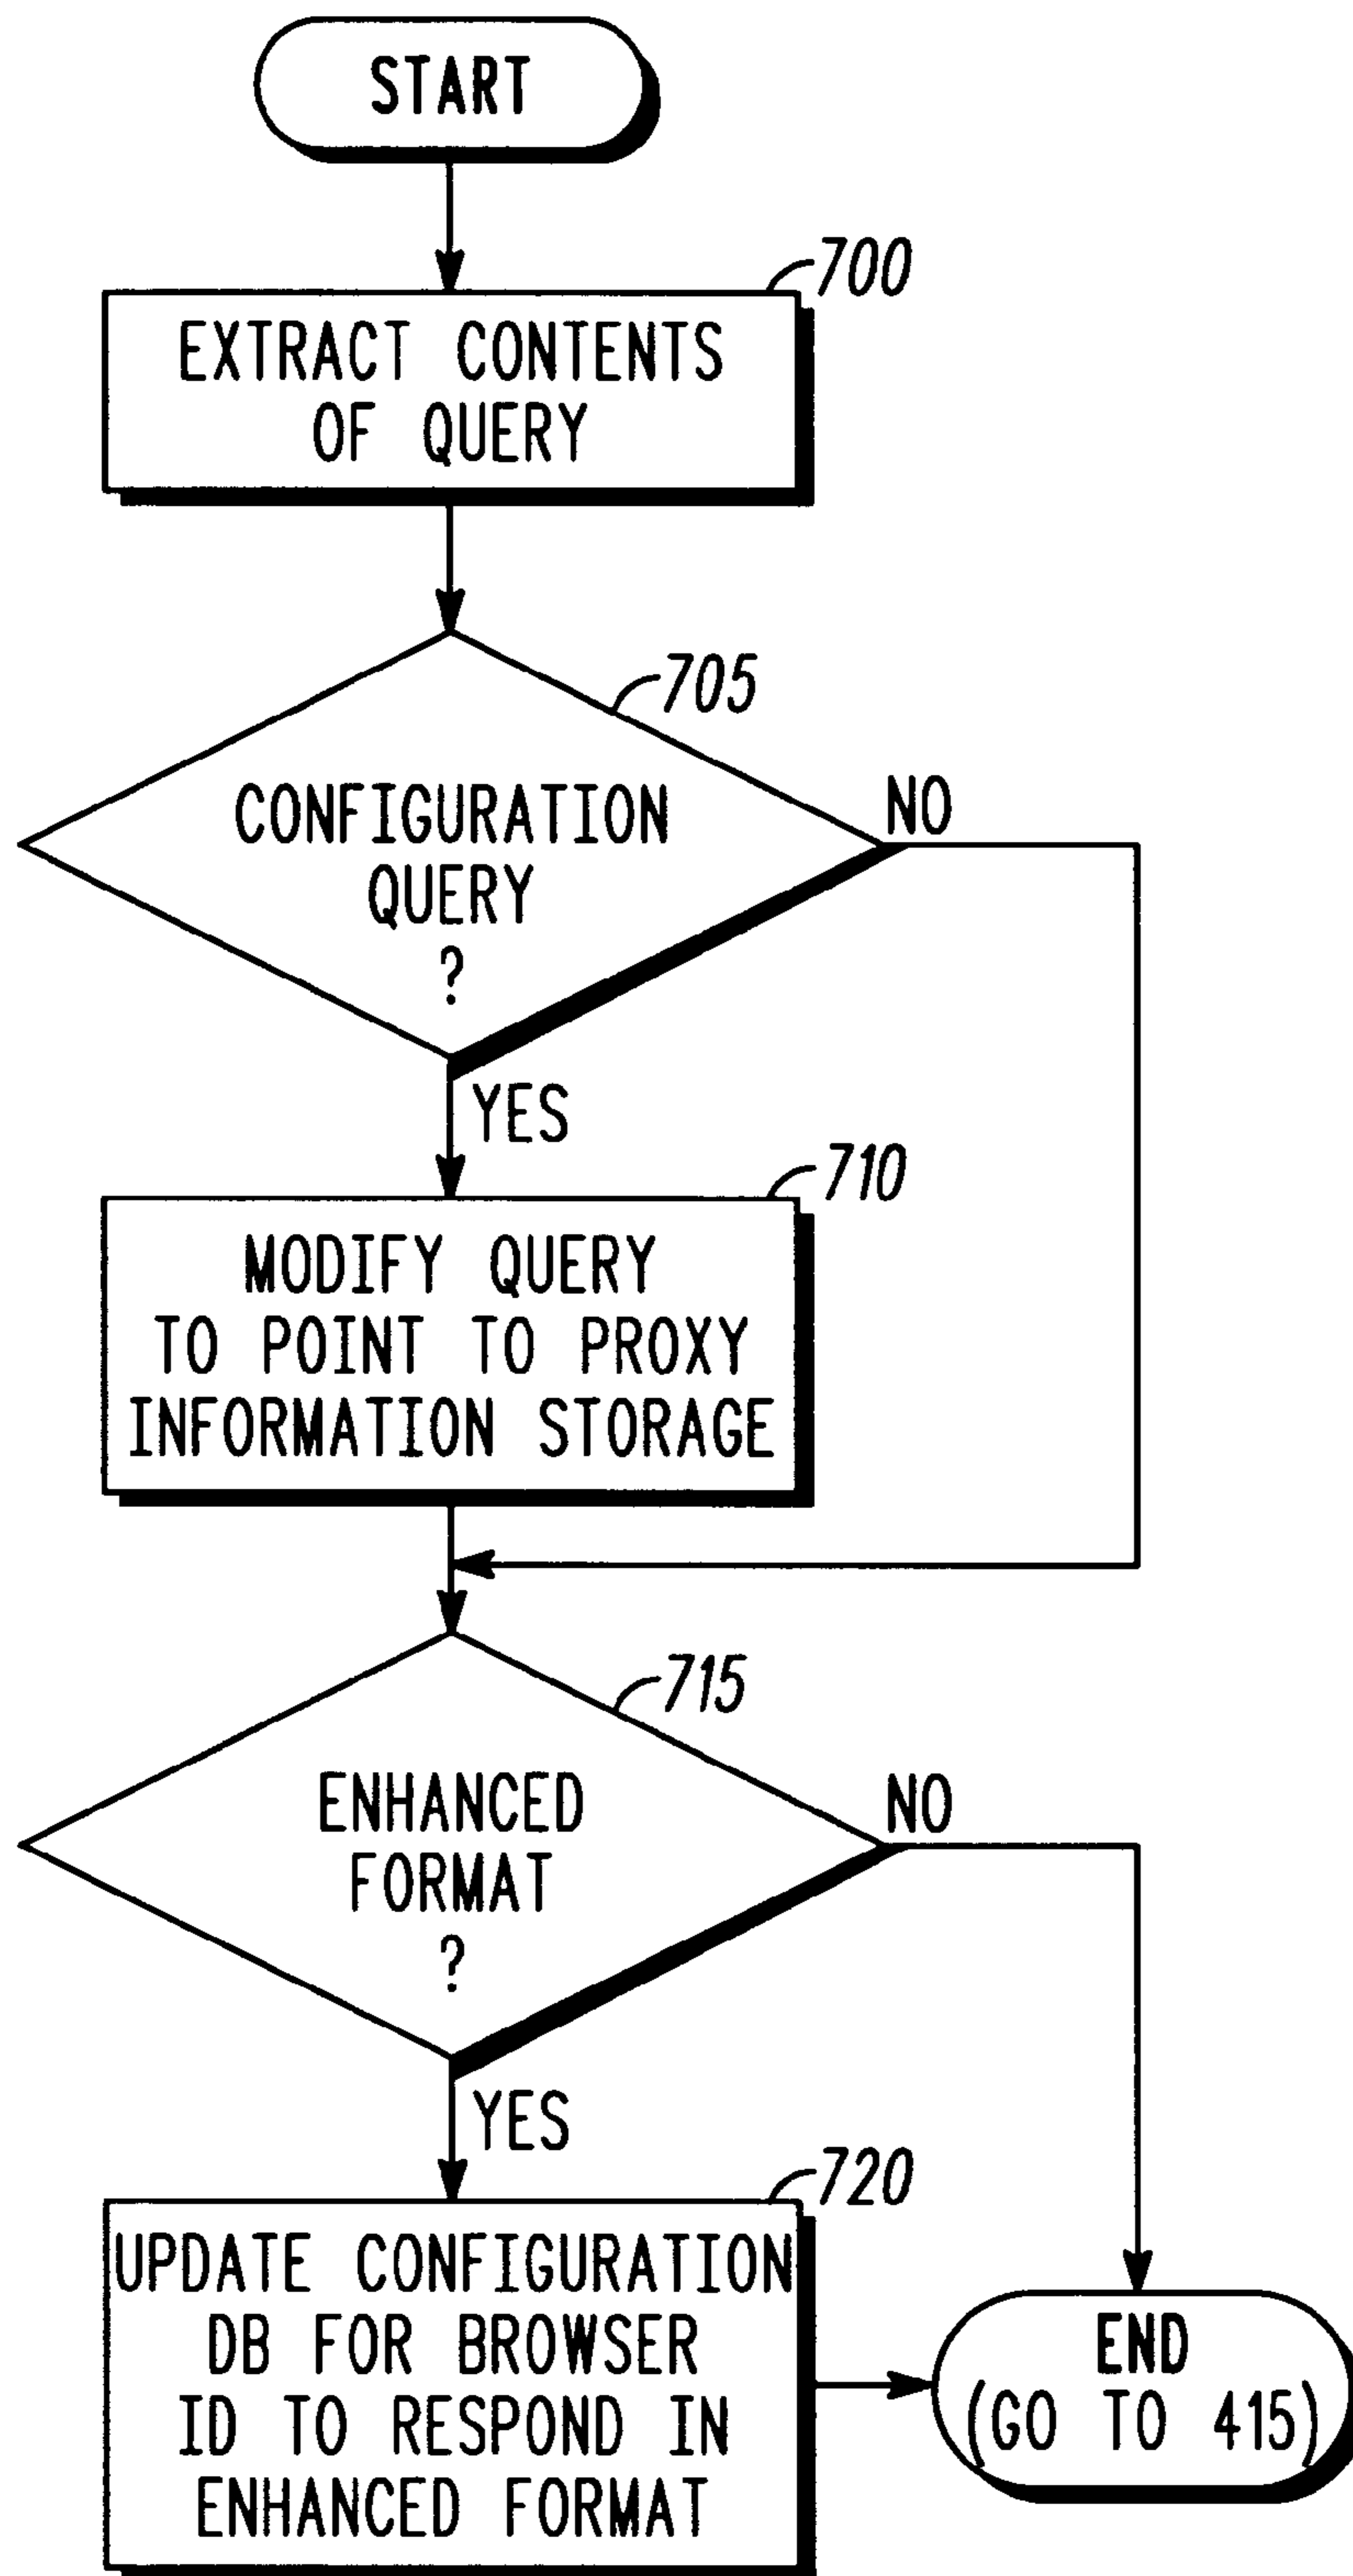 START
700
EXTRACT CONTENTS
OF QUERY
705
CONFIGURATION
QUERY
?
NO
YES
710
MODIFY QUERY
TO POINT TO PROXY
INFORMATION STORAGE
715
ENHANCED
FORMAT
?
NO
YES
720
UPDATE CONFIGURATION
DB FOR BROWSER
ID TO RESPOND IN
ENHANCED FORMAT
END
(GO TO 415)